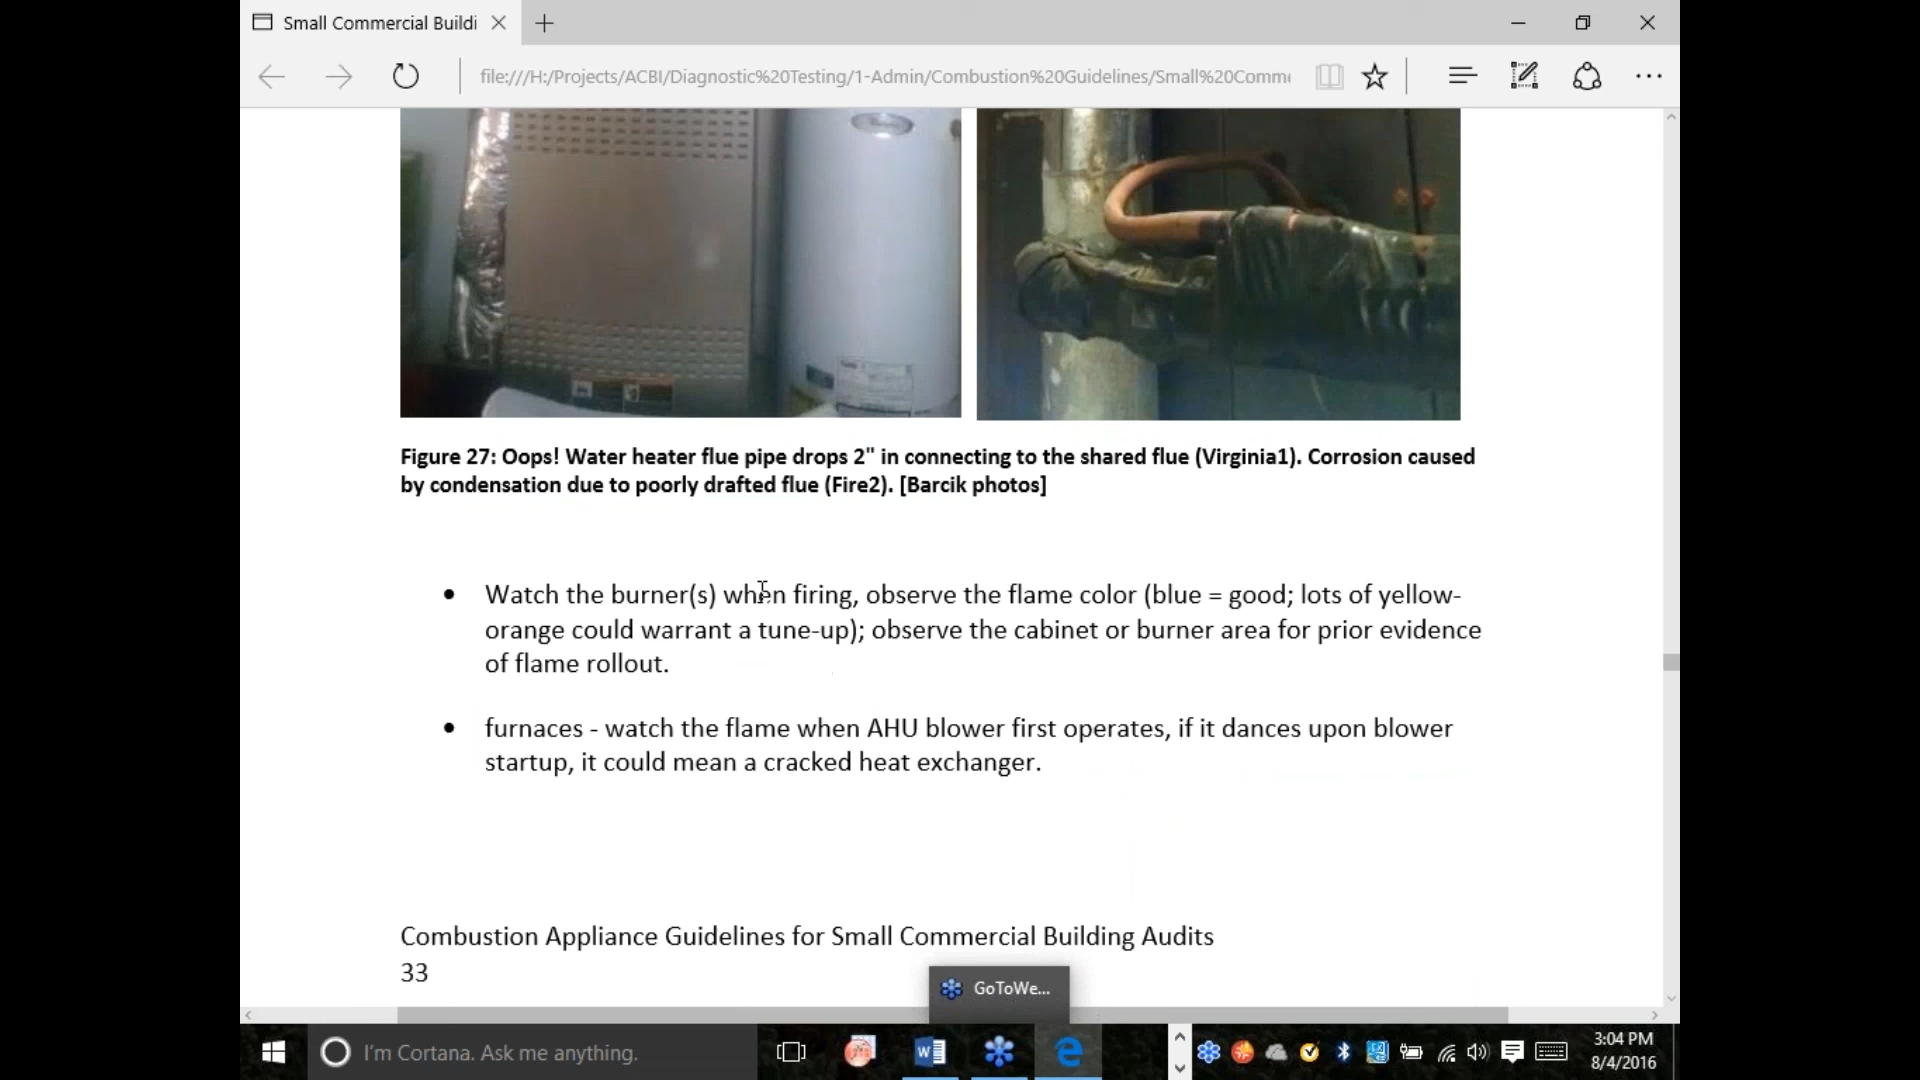 Small Commercial Buildi
file:///H:/Projects/ACBI/Diagnostic%20Testing/1-Admin/Combustion%20Guidelines/Small%20Comme
Figure 27: Oops! Water heater flue pipe drops 2" in connecting to the shared flue (Virginia1). Corrosion caused
by condensation due to poorly drafted flue (Fire2). [Barcik photos]
• Watch the burner(s) when firing, observe the flame color (blue = good; lots of yellow-
orange could warrant a tune-up); observe the cabinet or burner area for prior evidence
of flame rollout.
• furnaces - watch the flame when AHU blower first operates, if it dances upon blower
startup, it could mean a cracked heat exchanger.
Combustion Appliance Guidelines for Small Commercial Building Audits
33
GoToWe...
I'm Cortana. Ask me anything.
3:04 PM
8/4/2016